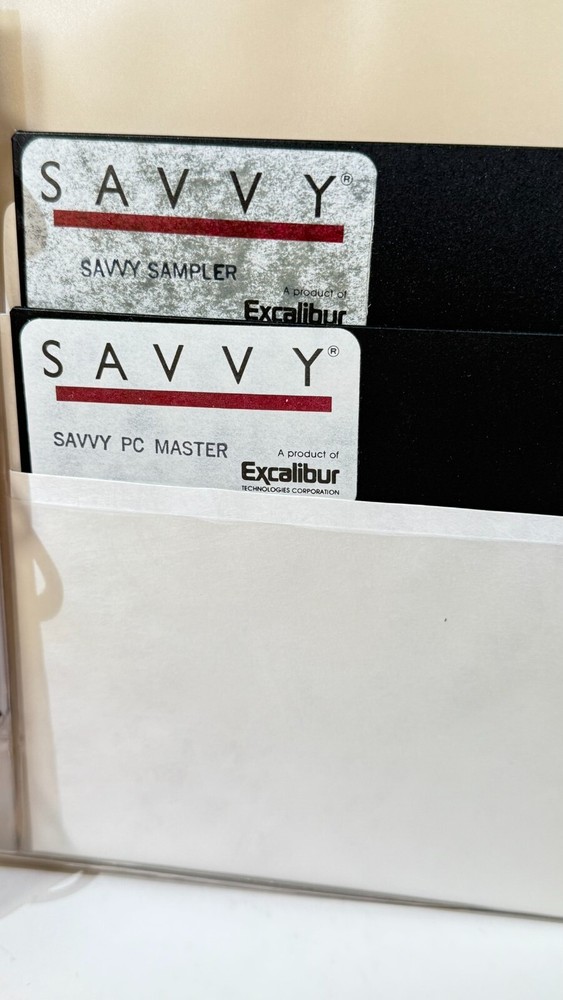 SAVVY®
SAVVY SAMPLER
A product of
Excalibur
SAVVY®
SAVVY PC MASTER
A product of
Excalibur
TECHNOLOGIES CORPORATION